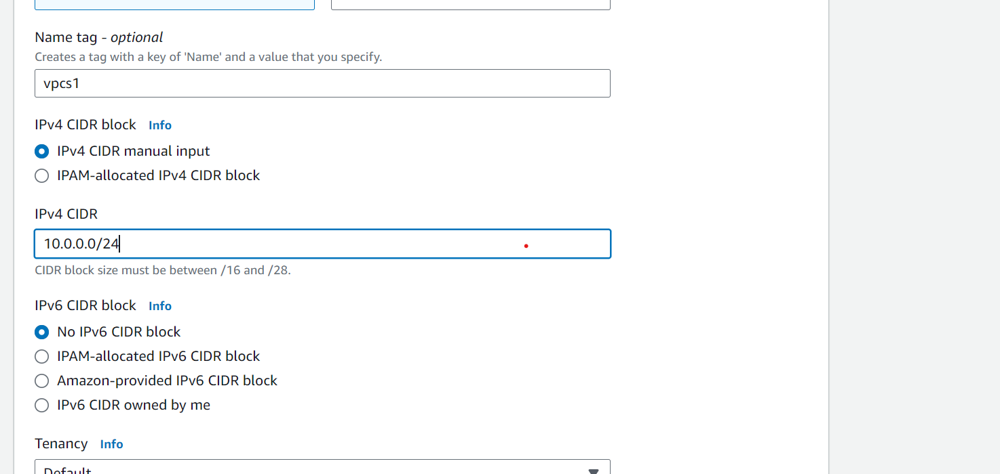 Name tag - optional
Creates a tag with a key of 'Name' and a value that you specify.
vpcs1
IPv4 CIDR block Info
IPv4 CIDR manual input
IPAM-allocated IPv4 CIDR block
IPv4 CIDR
10.0.0.0/24
CIDR block size must be between /16 and /28.
IPv6 CIDR block Info
No IPv6 CIDR block
IPAM-allocated IPv6 CIDR block
Amazon-provided IPv6 CIDR block
IPv6 CIDR owned by me
Tenancy Info
Default